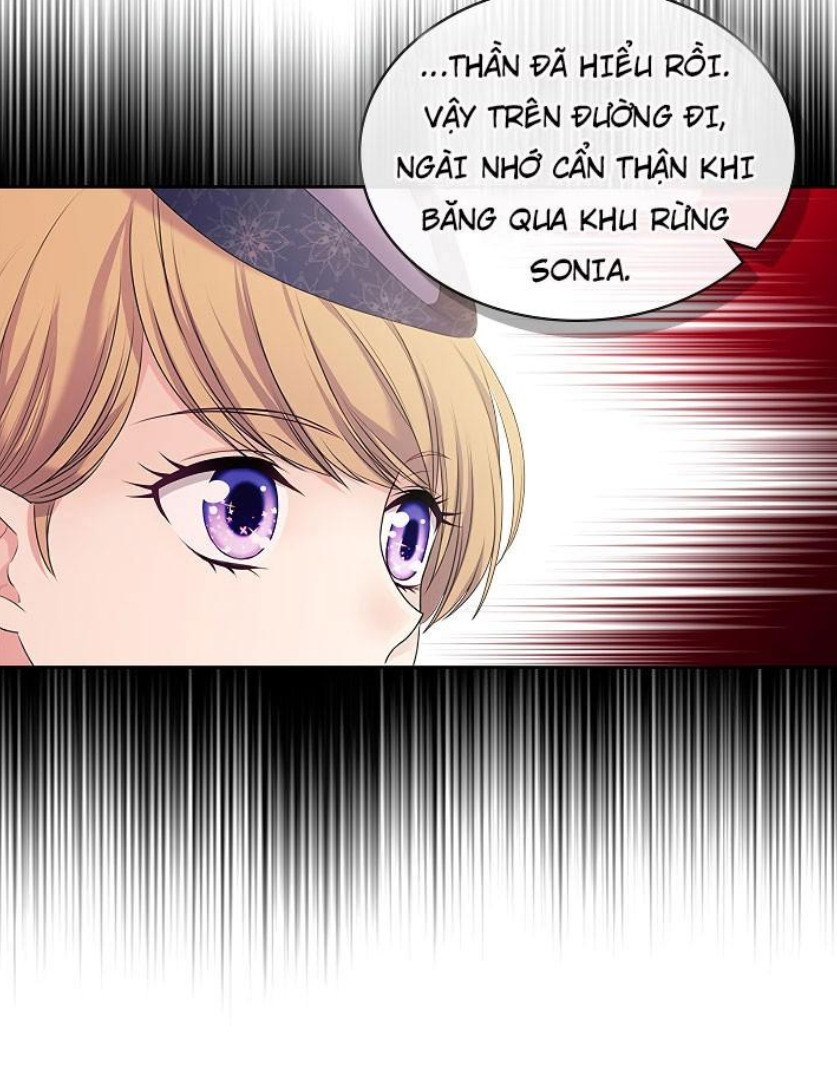 ...THẦN ĐÃ HIỂU RỒI.
VẬY TRÊN ĐƯỜNG ĐI,
NGÀI NHỚ CẨN THẬN KHI
BĂNG QUA KHU RỪNG
SONIA.